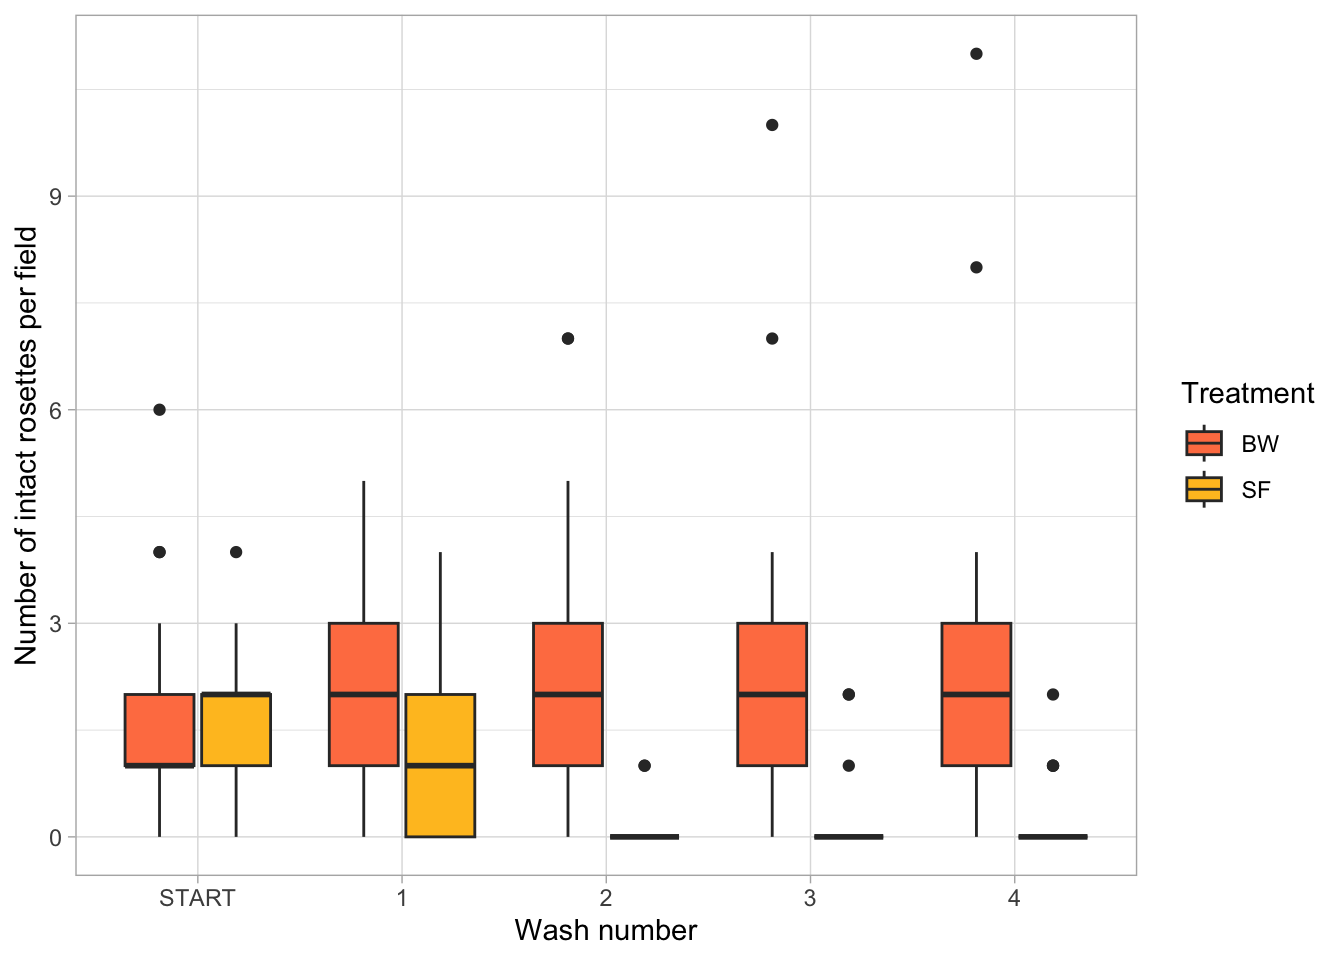 Number of intact rosettes per field
9
6
3
0
START 1 2 3 4
Wash number
Treatment
BW
SF